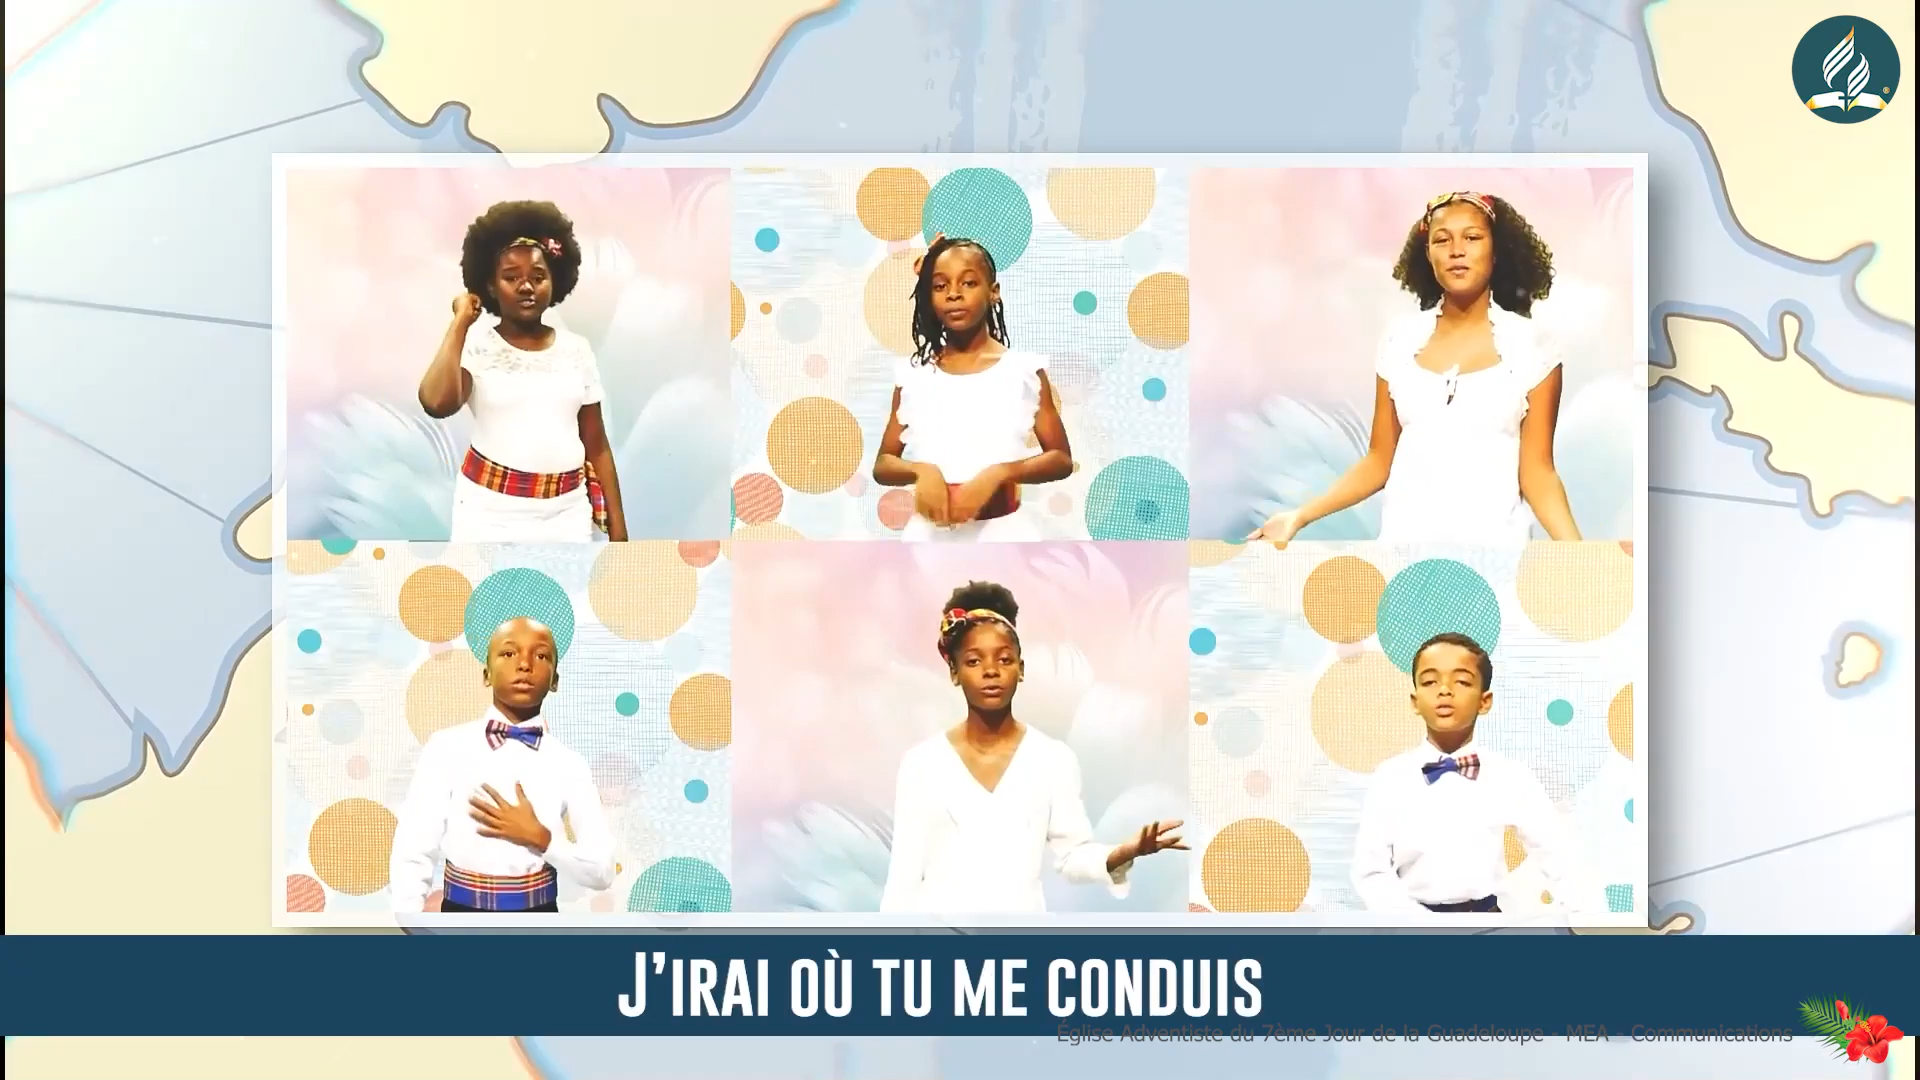 J'IRAI OÙ TU ME CONDUIS
Église Adventiste du 7ème Jour de la Guadeloupe - MEA - Communications